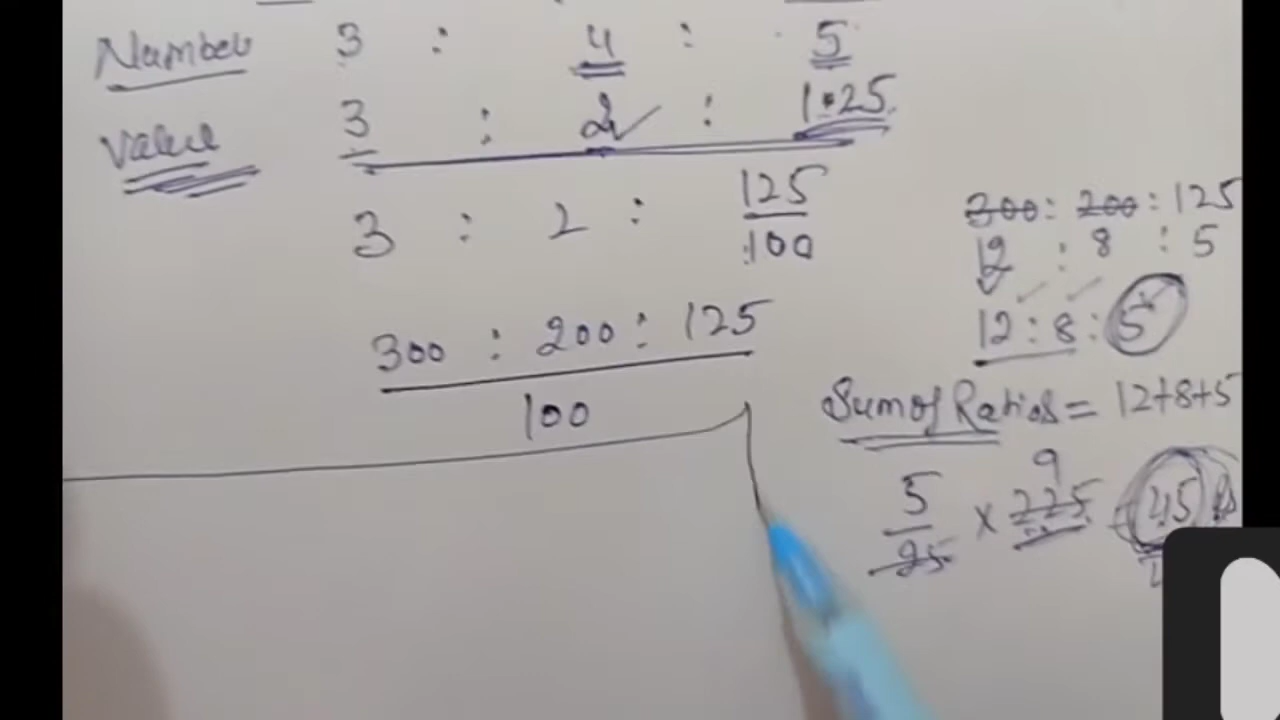 Number 3 : 4 : 5
Value 3 : 2 : 1.25
3 : 2 : 125
100
300 : 200 : 125
100
300 : 200 : 125
12 : 8 : 5
12 : 8 : 5
Sum of Ratios = 12+8+5
9
5 × 225 = 45
25